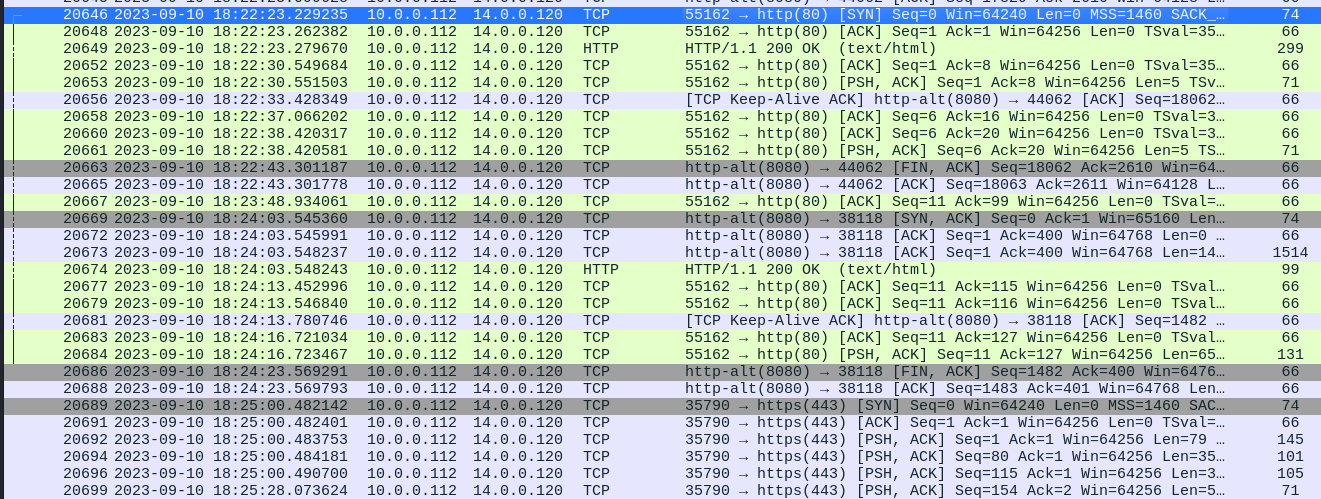 20646 2023-09-10 18:22:23.229235 10.0.0.112 14.0.0.120 TCP 55162 → http(80) [SYN] Seq=0 Win=64240 Len=0 MSS=1460 SACK_… 74
20648 2023-09-10 18:22:23.262382 10.0.0.112 14.0.0.120 TCP 55162 → http(80) [ACK] Seq=1 Ack=1 Win=64256 Len=0 TSval=35… 66
20649 2023-09-10 18:22:23.279670 10.0.0.112 14.0.0.120 HTTP HTTP/1.1 200 OK (text/html) 299
20652 2023-09-10 18:22:30.549684 10.0.0.112 14.0.0.120 TCP 55162 → http(80) [ACK] Seq=1 Ack=8 Win=64256 Len=0 TSval=35… 66
20653 2023-09-10 18:22:30.551503 10.0.0.112 14.0.0.120 TCP 55162 → http(80) [PSH, ACK] Seq=1 Ack=8 Win=64256 Len=5 TSv… 71
20656 2023-09-10 18:22:33.428349 10.0.0.112 14.0.0.120 TCP [TCP Keep-Alive ACK] http-alt(8080) → 44062 [ACK] Seq=18062… 66
20658 2023-09-10 18:22:37.066202 10.0.0.112 14.0.0.120 TCP 55162 → http(80) [ACK] Seq=6 Ack=16 Win=64256 Len=0 TSval=3… 66
20660 2023-09-10 18:22:38.420317 10.0.0.112 14.0.0.120 TCP 55162 → http(80) [ACK] Seq=6 Ack=20 Win=64256 Len=0 TSval=3… 66
20661 2023-09-10 18:22:38.420581 10.0.0.112 14.0.0.120 TCP 55162 → http(80) [PSH, ACK] Seq=6 Ack=20 Win=64256 Len=5 TS… 71
20663 2023-09-10 18:22:43.301187 10.0.0.112 14.0.0.120 TCP http-alt(8080) → 44062 [FIN, ACK] Seq=18062 Ack=2610 Win=64… 66
20665 2023-09-10 18:22:43.301778 10.0.0.112 14.0.0.120 TCP http-alt(8080) → 44062 [ACK] Seq=18063 Ack=2611 Win=64128 L… 66
20667 2023-09-10 18:23:48.934061 10.0.0.112 14.0.0.120 TCP 55162 → http(80) [ACK] Seq=11 Ack=99 Win=64256 Len=0 TSval=… 66
20669 2023-09-10 18:24:03.545360 10.0.0.112 14.0.0.120 TCP http-alt(8080) → 38118 [SYN, ACK] Seq=0 Ack=1 Win=65160 Len… 74
20672 2023-09-10 18:24:03.545991 10.0.0.112 14.0.0.120 TCP http-alt(8080) → 38118 [ACK] Seq=1 Ack=400 Win=64768 Len=0 … 66
20673 2023-09-10 18:24:03.548237 10.0.0.112 14.0.0.120 TCP http-alt(8080) → 38118 [ACK] Seq=1 Ack=400 Win=64768 Len=14… 1514
20674 2023-09-10 18:24:03.548243 10.0.0.112 14.0.0.120 HTTP HTTP/1.1 200 OK (text/html) 99
20677 2023-09-10 18:24:13.452996 10.0.0.112 14.0.0.120 TCP 55162 → http(80) [ACK] Seq=11 Ack=115 Win=64256 Len=0 TSval… 66
20679 2023-09-10 18:24:13.546840 10.0.0.112 14.0.0.120 TCP 55162 → http(80) [ACK] Seq=11 Ack=116 Win=64256 Len=0 TSval… 66
20681 2023-09-10 18:24:13.780746 10.0.0.112 14.0.0.120 TCP [TCP Keep-Alive ACK] http-alt(8080) → 38118 [ACK] Seq=1482 … 66
20683 2023-09-10 18:24:16.721034 10.0.0.112 14.0.0.120 TCP 55162 → http(80) [ACK] Seq=11 Ack=127 Win=64256 Len=0 TSval… 66
20684 2023-09-10 18:24:16.723467 10.0.0.112 14.0.0.120 TCP 55162 → http(80) [PSH, ACK] Seq=11 Ack=127 Win=64256 Len=65… 131
20686 2023-09-10 18:24:23.569291 10.0.0.112 14.0.0.120 TCP http-alt(8080) → 38118 [FIN, ACK] Seq=1482 Ack=400 Win=6476… 66
20688 2023-09-10 18:24:23.569793 10.0.0.112 14.0.0.120 TCP http-alt(8080) → 38118 [ACK] Seq=1483 Ack=401 Win=64768 Len… 66
20689 2023-09-10 18:25:00.482142 10.0.0.112 14.0.0.120 TCP 35790 → https(443) [SYN] Seq=0 Win=64240 Len=0 MSS=1460 SAC… 74
20691 2023-09-10 18:25:00.482401 10.0.0.112 14.0.0.120 TCP 35790 → https(443) [ACK] Seq=1 Ack=1 Win=64256 Len=0 TSval=… 66
20692 2023-09-10 18:25:00.483753 10.0.0.112 14.0.0.120 TCP 35790 → https(443) [PSH, ACK] Seq=1 Ack=1 Win=64256 Len=79 … 145
20694 2023-09-10 18:25:00.484181 10.0.0.112 14.0.0.120 TCP 35790 → https(443) [PSH, ACK] Seq=80 Ack=1 Win=64256 Len=35… 101
20696 2023-09-10 18:25:00.490700 10.0.0.112 14.0.0.120 TCP 35790 → https(443) [PSH, ACK] Seq=115 Ack=1 Win=64256 Len=3… 105
20699 2023-09-10 18:25:28.073624 10.0.0.112 14.0.0.120 TCP 35790 → https(443) [PSH, ACK] Seq=154 Ack=2 Win=64256 Len=5… 71